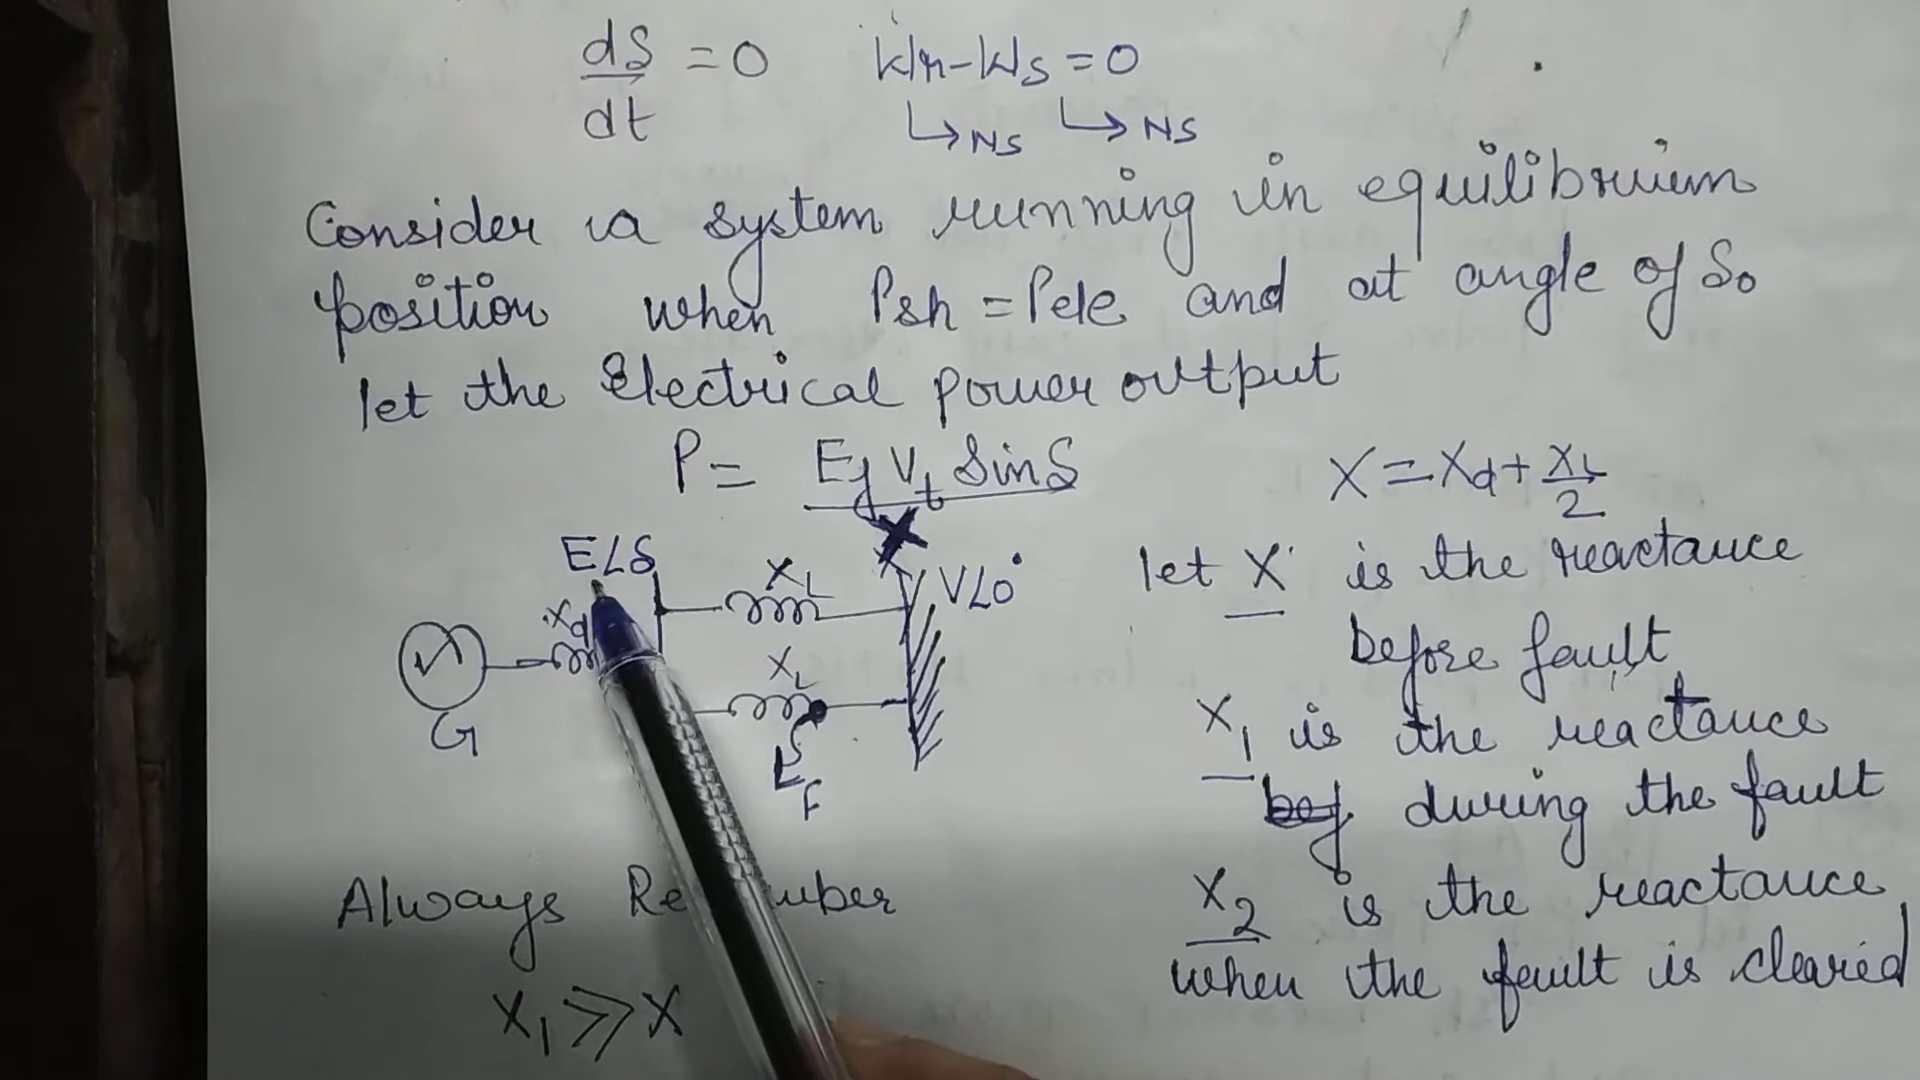 dδ/dt = 0 Wr - Ws = 0
↳ Ns ↳ Ns
Consider a system running in equilibrium
position when Psh = Pele and at angle of δo
let the Electrical power output
P = Ef Vt Sinδ / X
X = Xd + XL/2
E∠δ
XL
V∠0°
let X is the reactance
before fault
Xd
XL
G
F
X1 is the reactance
during the fault
X2 is the reactance
when the fault is cleared
Always
X1 ≫ X